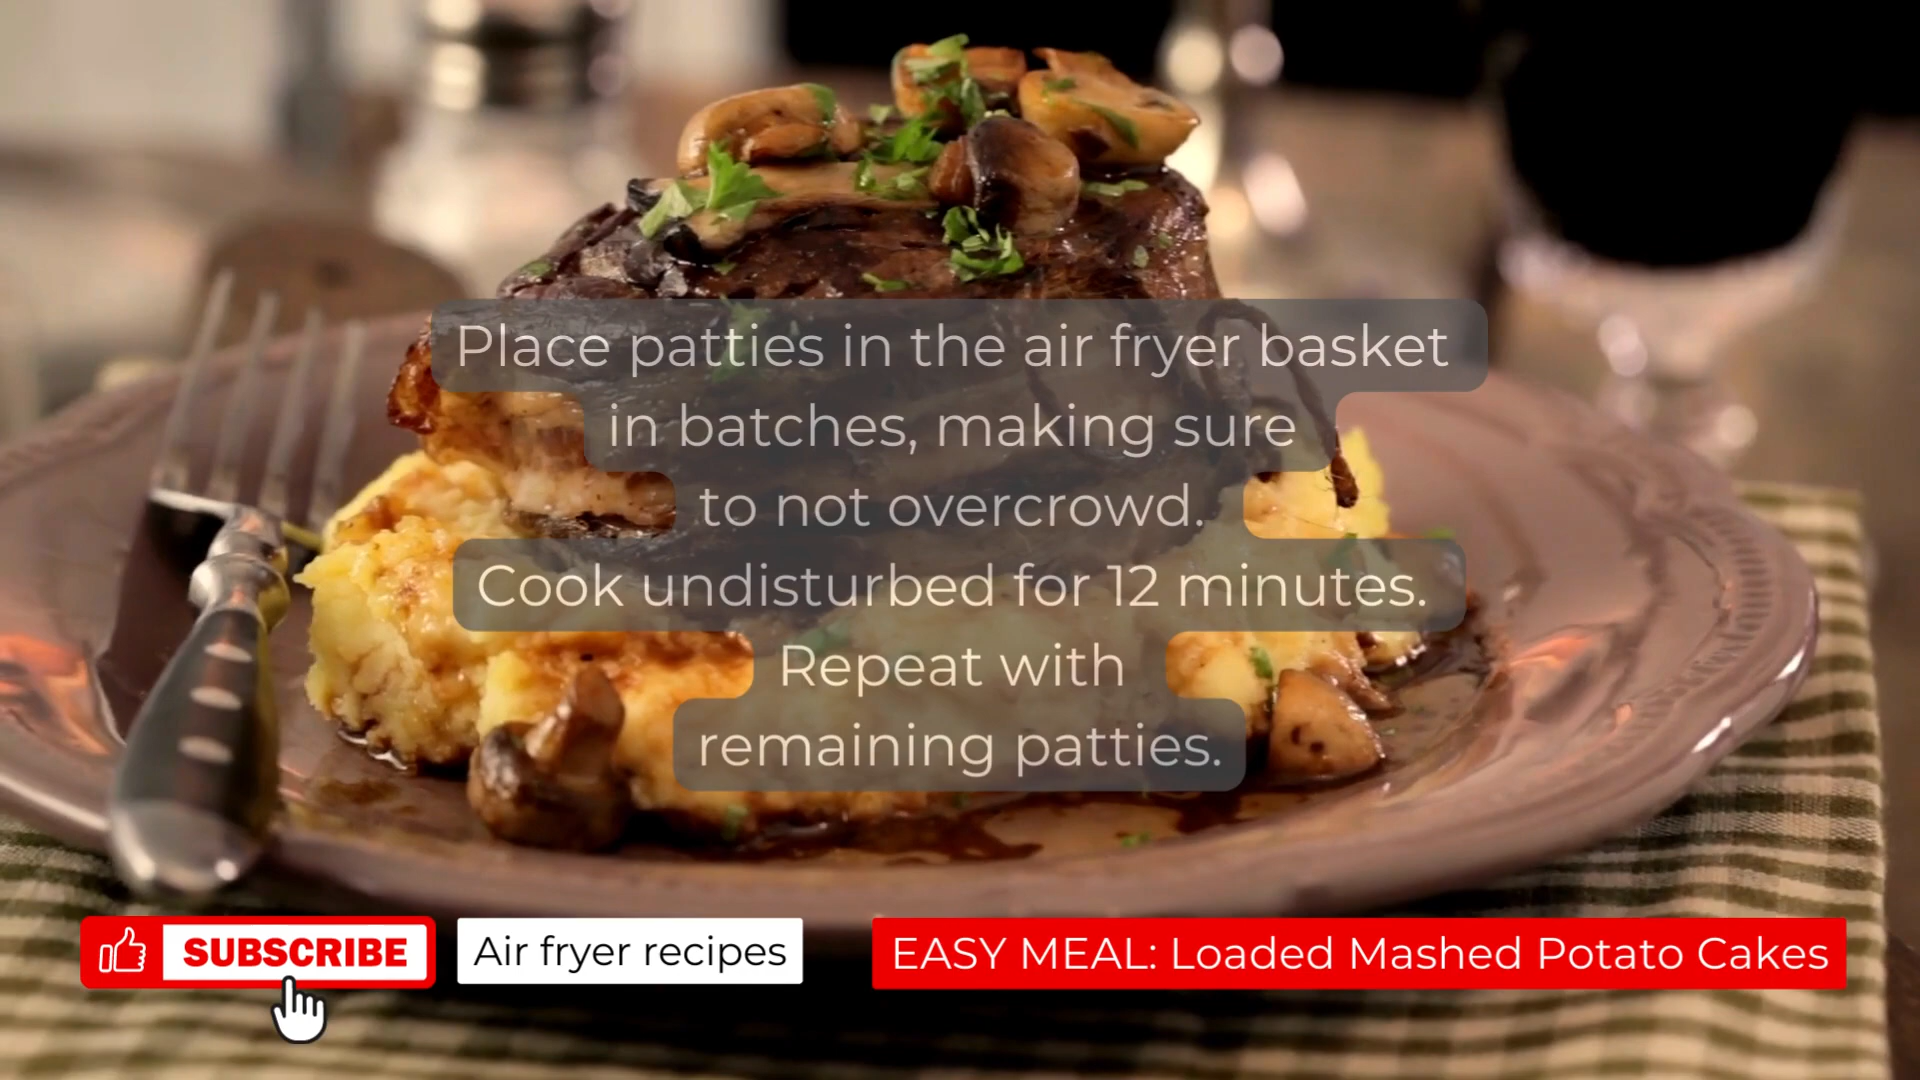 Place patties in the air fryer basket
in batches, making sure
to not overcrowd.
Cook undisturbed for 12 minutes.
Repeat with
remaining patties.
SUBSCRIBE
Air fryer recipes
EASY MEAL: Loaded Mashed Potato Cakes